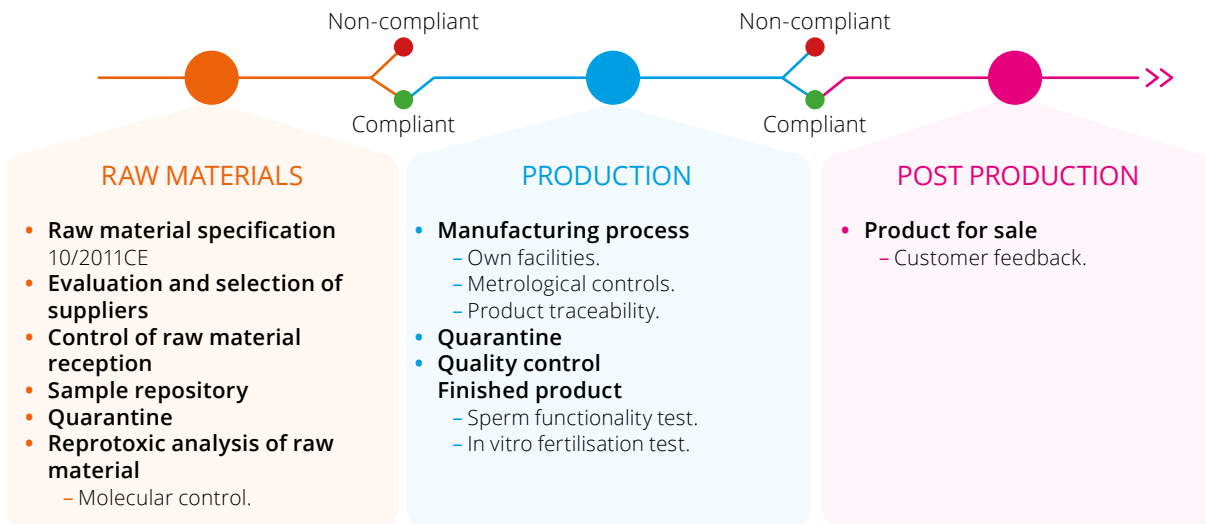 Non-compliant
Compliant
Non-compliant
Compliant
RAW MATERIALS
• Raw material specification
10/2011CE
• Evaluation and selection of
suppliers
• Control of raw material
reception
• Sample repository
• Quarantine
• Reprotoxic analysis of raw
material
– Molecular control.
PRODUCTION
• Manufacturing process
– Own facilities.
– Metrological controls.
– Product traceability.
• Quarantine
• Quality control
Finished product
– Sperm functionality test.
– In vitro fertilisation test.
POST PRODUCTION
• Product for sale
– Customer feedback.